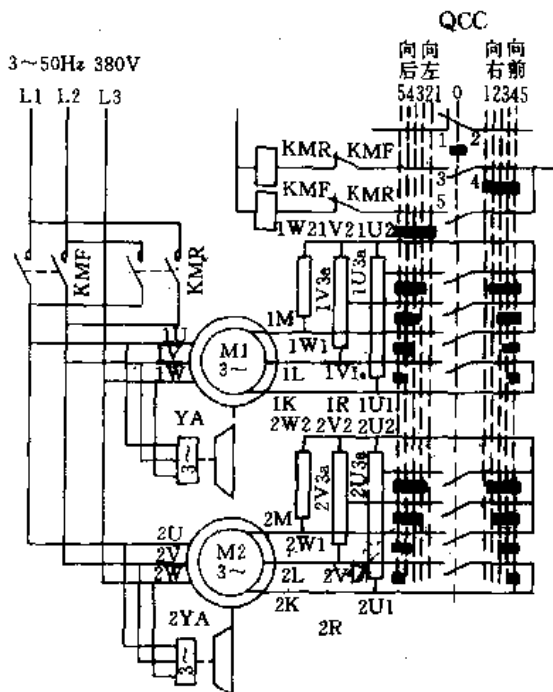 QCC
向 向 向 向
后 左 右 前
3～50Hz 380V
54321 0 12345
L1 L2 L3
1 2
KMR KMF
3 4
KMF KMR
5
1W2 1V2 1U2
KMF
KMR
1V3a
1U3a
1U
1V
1W
M1
3～
1M
1W1
1L
1V1
1K 1R 1U1
YA
3～
2W2 2V2 2U2
2V3a
2U3a
2U
2V
2W
M2
3～
2M
2W1
2L
2K
2U1
2YA
3～
2R